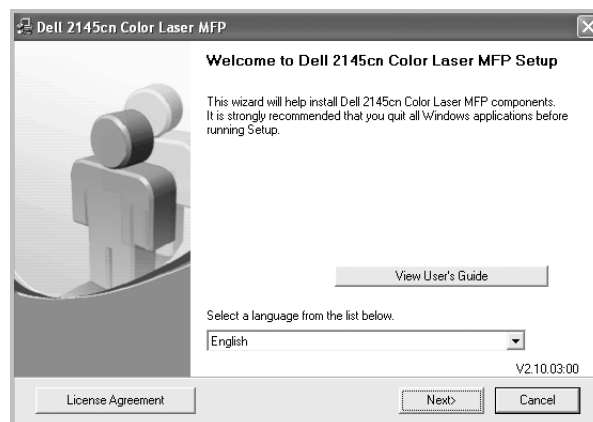 Dell 2145cn Color Laser MFP
Welcome to Dell 2145cn Color Laser MFP Setup
This wizard will help install Dell 2145cn Color Laser MFP components.
It is strongly recommended that you quit all Windows applications before
running Setup.
View User's Guide
Select a language from the list below.
English
V2.10.03:00
License Agreement
Next>
Cancel